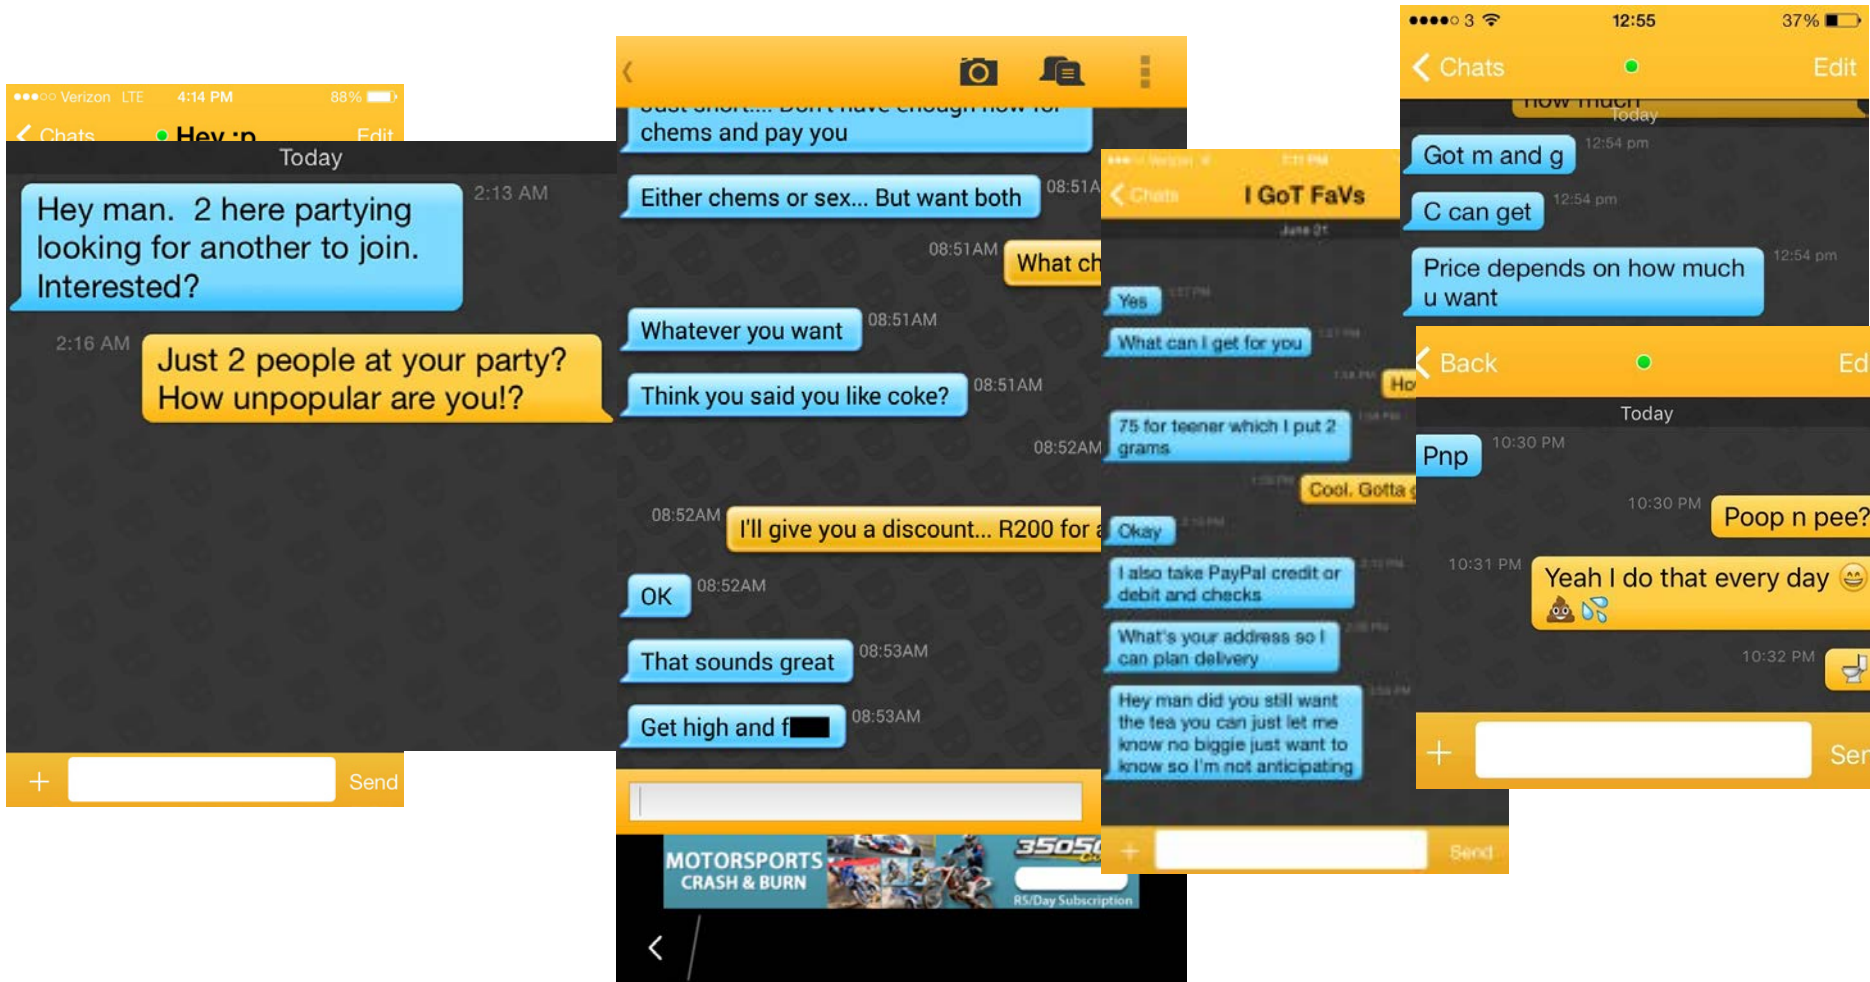 Verizon LTE 4:14 PM 88%
Chats Hey :p Edit
Today
Hey man. 2 here partying
looking for another to join.
Interested?
2:13 AM
2:16 AM
Just 2 people at your party?
How unpopular are you!?
+ Send
chems and pay you
Either chems or sex... But want both
08:51A
08:51AM
What ch
Whatever you want
08:51AM
Think you said you like coke?
08:51AM
08:52AM
08:52AM
I'll give you a discount... R200 for a
OK
08:52AM
That sounds great
08:53AM
Get high and f
08:53AM
MOTORSPORTS
CRASH & BURN
35050
R5/Day Subscription
Chats I GoT FaVs
June 21
Yes
What can I get for you
Ho
75 for teener which I put 2
grams
Cool. Gotta g
Okay
I also take PayPal credit or
debit and checks
What's your address so I
can plan delivery
Hey man did you still want
the tea you can just let me
know no biggie just want to
know so I'm not anticipating
+ Send
3 12:55 37%
Chats Edit
how much
Today
Got m and g
12:54 pm
C can get
12:54 pm
Price depends on how much
u want
12:54 pm
Back Ed
Today
Pnp
10:30 PM
10:30 PM
Poop n pee?
10:31 PM
Yeah I do that every day 😄
💩💦
10:32 PM
🚽
+ Sen